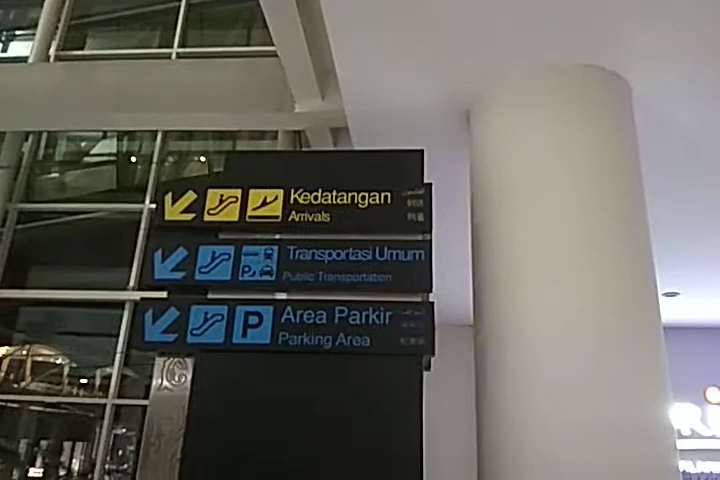 Kedatangan
Arrivals
Transportasi Umum
Public Transportation
P
Area Parkir
Parking Area
P